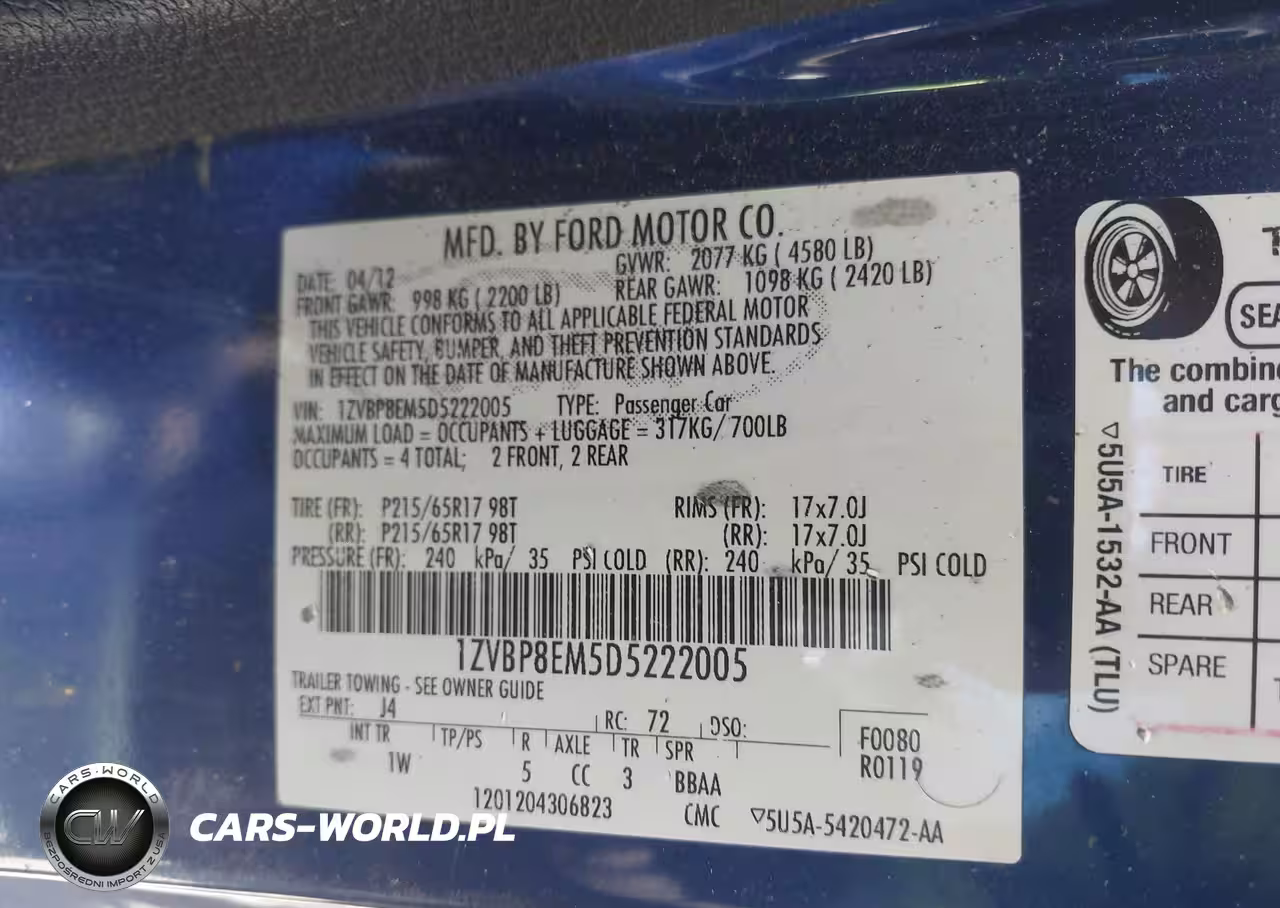 MFD. BY FORD MOTOR CO.
DATE: 04/12 GVWR: 2077 KG ( 4580 LB)
FRONT GAWR: 998 KG ( 2200 LB) REAR GAWR: 1098 KG ( 2420 LB)
THIS VEHICLE CONFORMS TO ALL APPLICABLE FEDERAL MOTOR
VEHICLE SAFETY, BUMPER, AND THEFT PREVENTION STANDARDS
IN EFFECT ON THE DATE OF MANUFACTURE SHOWN ABOVE.
VIN: 1ZVBP8EM5D5222005 TYPE: Passenger Car
MAXIMUM LOAD = OCCUPANTS + LUGGAGE = 317KG/ 700LB
OCCUPANTS = 4 TOTAL; 2 FRONT, 2 REAR
TIRE (FR): P215/65R17 98T RIMS (FR): 17x7.0J
(RR): P215/65R17 98T (RR): 17x7.0J
PRESSURE (FR): 240 kPa/ 35 PSI COLD (RR): 240 kPa/ 35 PSI COLD
1ZVBP8EM5D5222005
TRAILER TOWING - SEE OWNER GUIDE
EXT PNT: J4 RC: 72 DSO:
INT TR TP/PS R AXLE TR SPR F0080
1W 5 CC 3 BBAA R0119
1201204306823 CMC ▽5U5A-5420472-AA
T
SEA
The combine
and carg
TIRE
FRONT
REAR
SPARE
▽5U5A-1532-AA (TLU)
CARS-WORLD
CW
BEZPOŚREDNI IMPORT Z USA
CARS-WORLD.PL